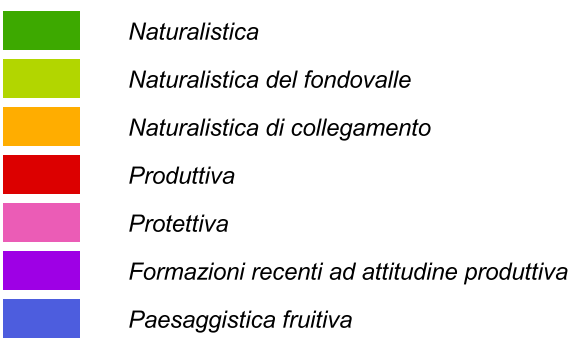 Naturalistica
Naturalistica del fondovalle
Naturalistica di collegamento
Produttiva
Protettiva
Formazioni recenti ad attitudine produttiva
Paesaggistica fruitiva